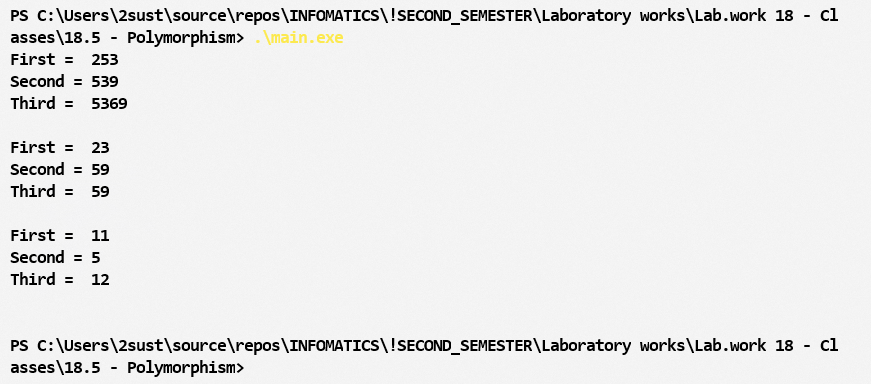 PS C:\Users\2sust\source\repos\INFOMATICS\!SECOND_SEMESTER\Laboratory works\Lab.work 18 - Cl
asses\18.5 - Polymorphism> .\main.exe
First =  253
Second = 539
Third =  5369
First =  23
Second = 59
Third =  59
First =  11
Second = 5
Third =  12
PS C:\Users\2sust\source\repos\INFOMATICS\!SECOND_SEMESTER\Laboratory works\Lab.work 18 - Cl
asses\18.5 - Polymorphism>